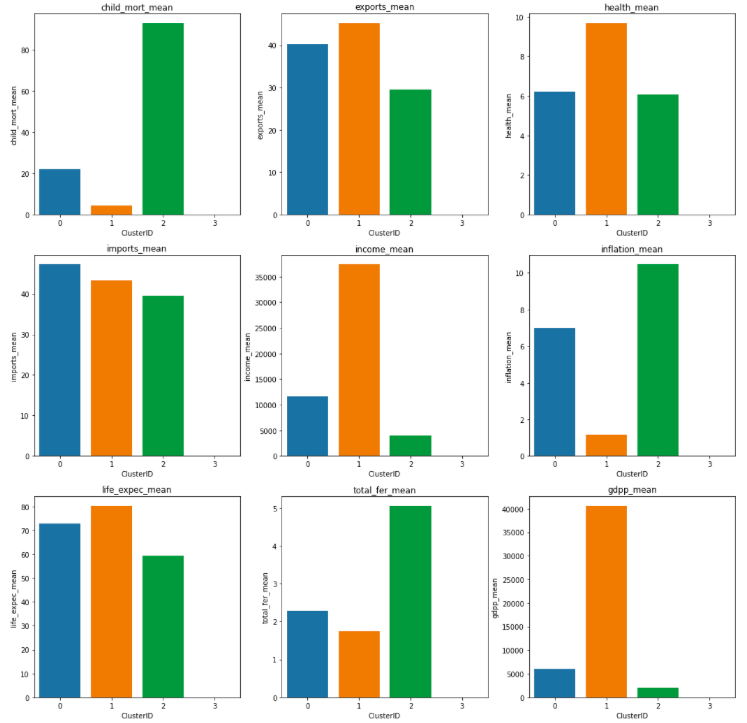 child_mort_mean
child_mort_mean
80
60
40
20
0
0 1 2 3
ClusterID
exports_mean
exports_mean
40
30
20
10
0
0 1 2 3
ClusterID
health_mean
health_mean
10
8
6
4
2
0
0 1 2 3
ClusterID
imports_mean
imports_mean
40
30
20
10
0
0 1 2 3
ClusterID
income_mean
income_mean
35000
30000
25000
20000
15000
10000
5000
0
0 1 2 3
ClusterID
inflation_mean
inflation_mean
10
8
6
4
2
0
0 1 2 3
ClusterID
life_expec_mean
life_expec_mean
80
70
60
50
40
30
20
10
0
0 1 2 3
ClusterID
total_fer_mean
total_fer_mean
5
4
3
2
1
0
0 1 2 3
ClusterID
gdpp_mean
gdpp_mean
40000
35000
30000
25000
20000
15000
10000
5000
0
0 1 2 3
ClusterID